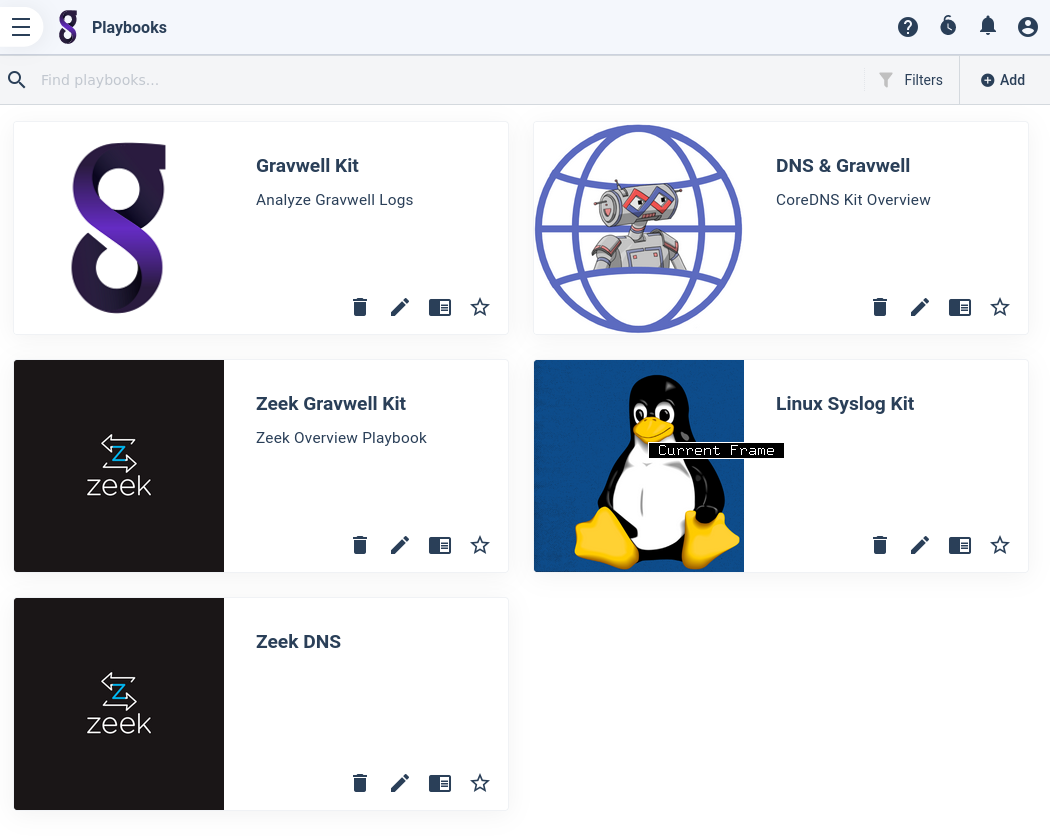 Playbooks
Find playbooks...
Filters
Add
Gravwell Kit
Analyze Gravwell Logs
DNS & Gravwell
CoreDNS Kit Overview
zeek
Zeek Gravwell Kit
Zeek Overview Playbook
Linux Syslog Kit
Current Frame
zeek
Zeek DNS